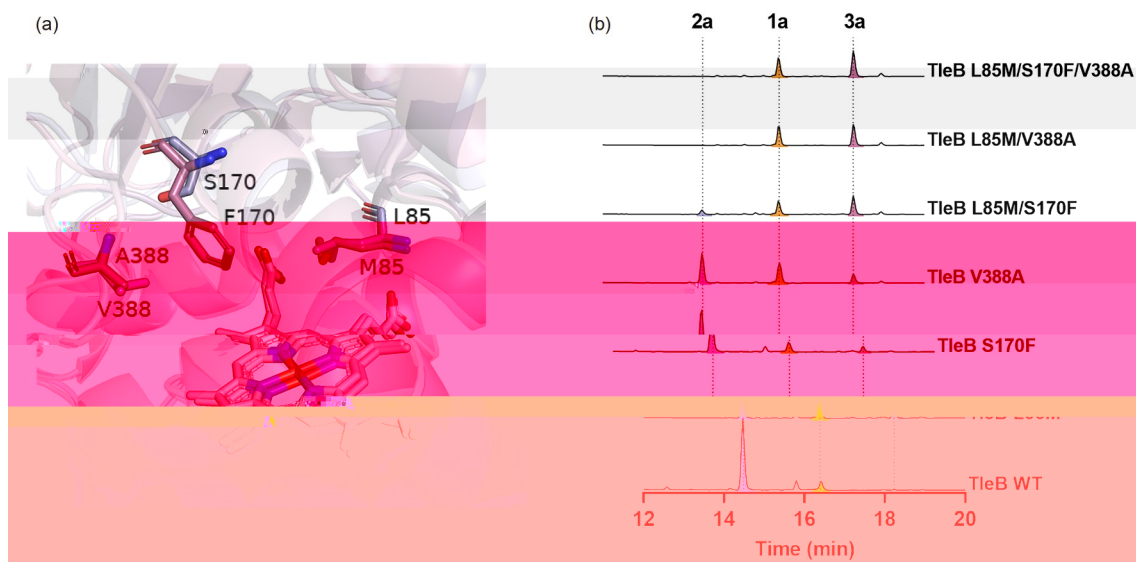 (a)
S170
F170
L85
M85
A388
V388
(b)
2a 1a 3a
TleB L85M/S170F/V388A
TleB L85M/V388A
TleB L85M/S170F
TleB V388A
TleB S170F
TleB WT
12 14 16 18 20
Time (min)